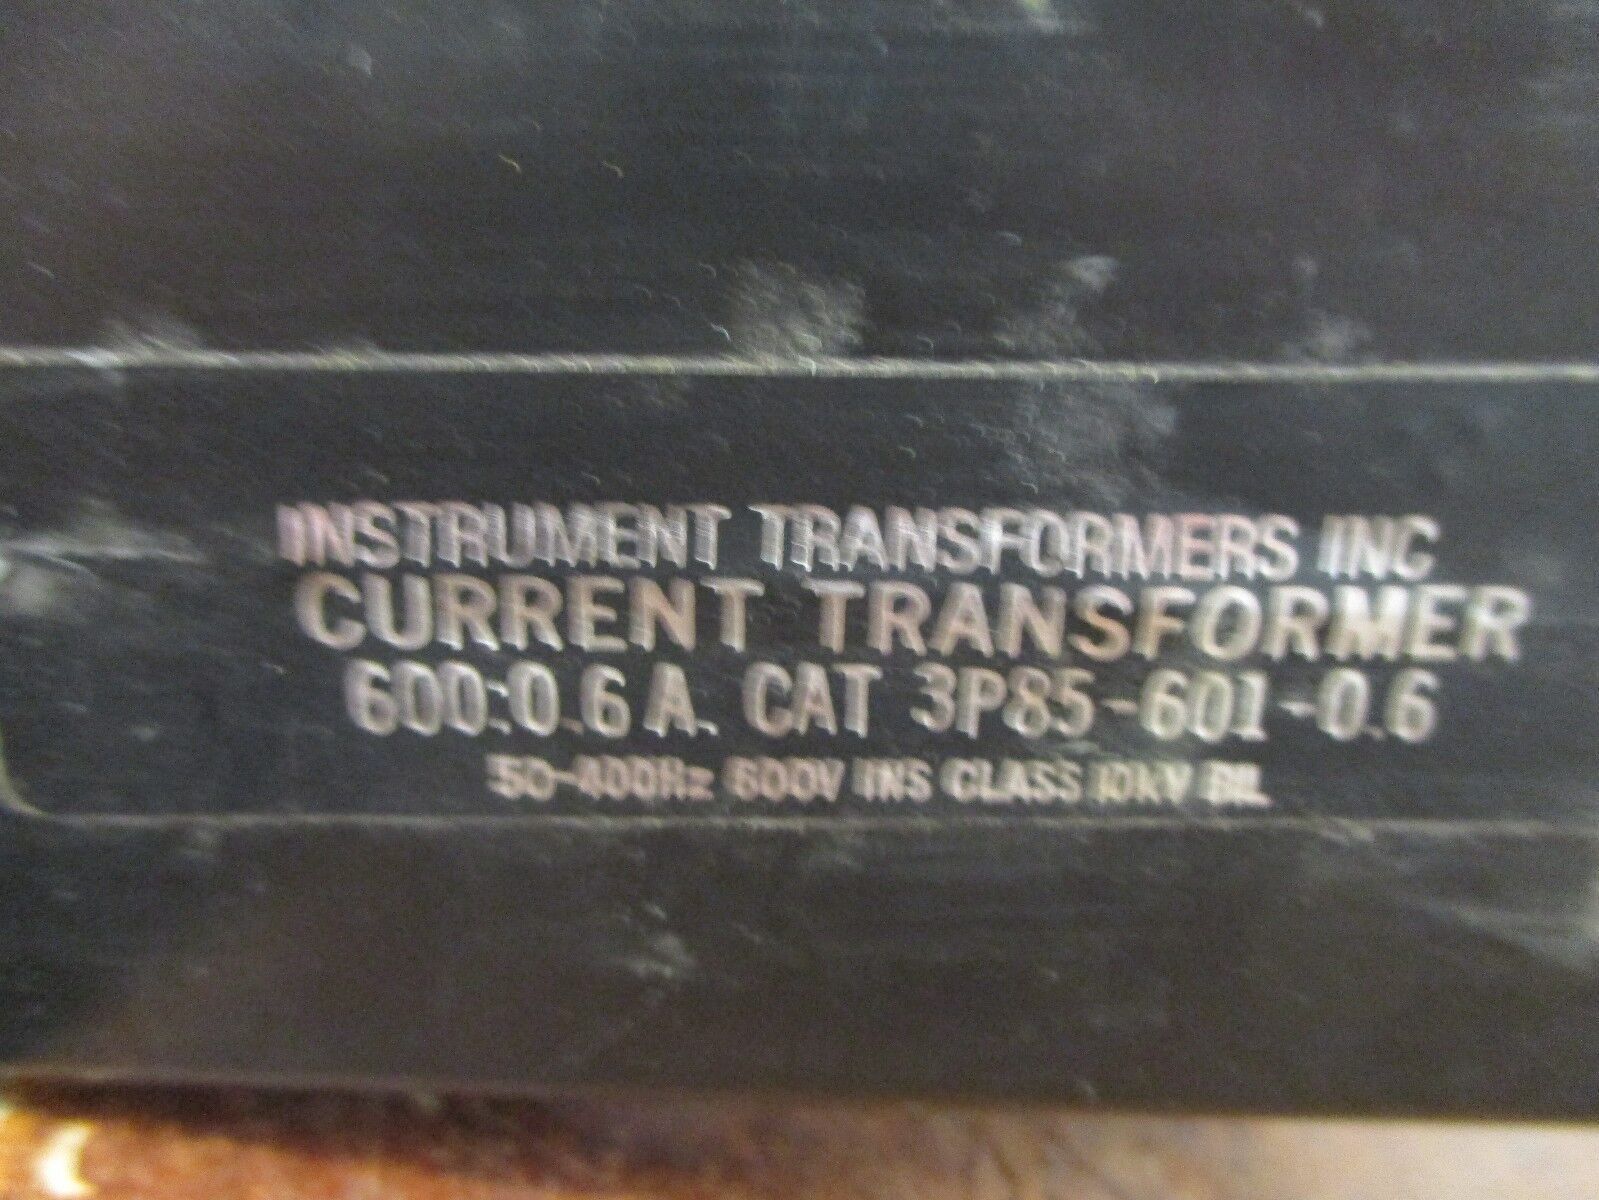 INSTRUMENT TRANSFORMERS INC
CURRENT TRANSFORMER
600:0.6 A. CAT 3P85-601-0.6
50-400Hz 600V INS CLASS 10KV BIL